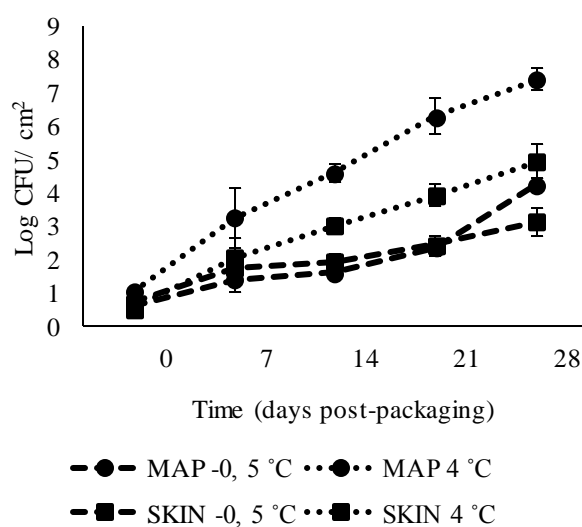 9
8
7
6
5
4
3
2
1
0
Log CFU/ cm²
0 7 14 21 28
Time (days post-packaging)
MAP -0, 5 ˚C MAP 4 ˚C
SKIN -0, 5 ˚C SKIN 4 ˚C